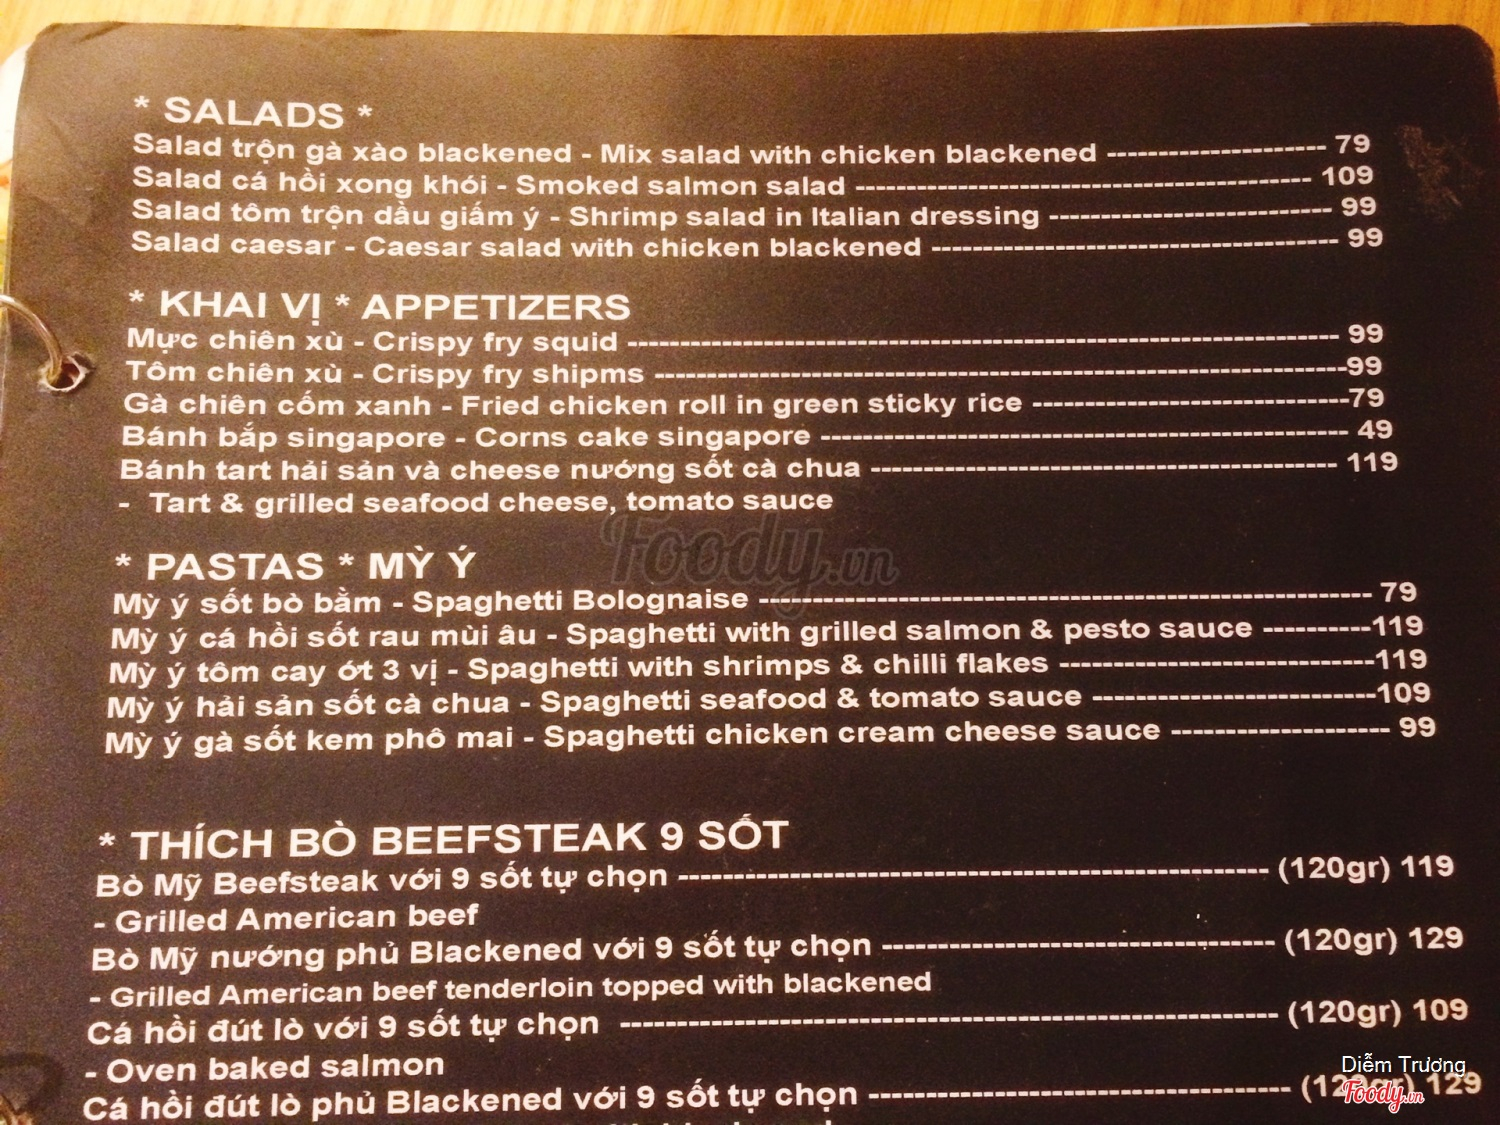 * SALADS *
Salad trộn gà xào blackened - Mix salad with chicken blackened --------------------- 79
Salad cá hồi xong khói - Smoked salmon salad -------------------------------------------- 109
Salad tôm trộn dầu giấm ý - Shrimp salad in Italian dressing --------------------------- 99
Salad caesar - Caesar salad with chicken blackened --------------------------------------- 99
* KHAI VỊ * APPETIZERS
Mực chiên xù - Crispy fry squid -------------------------------------------------------------------- 99
Tôm chiên xù - Crispy fry shipms ------------------------------------------------------------------99
Gà chiên cốm xanh - Fried chicken roll in green sticky rice ------------------------------79
Bánh bắp singapore - Corns cake singapore -------------------------------------------------- 49
Bánh tart hải sản và cheese nướng sốt cà chua -------------------------------------------- 119
- Tart & grilled seafood cheese, tomato sauce
Foody.vn
* PASTAS * MỲ Ý
Mỳ ý sốt bò bằm - Spaghetti Bolognaise --------------------------------------------------------- 79
Mỳ ý cá hồi sốt rau mùi âu - Spaghetti with grilled salmon & pesto sauce ----------119
Mỳ ý tôm cay ớt 3 vị - Spaghetti with shrimps & chilli flakes -----------------------------119
Mỳ ý hải sản sốt cà chua - Spaghetti seafood & tomato sauce --------------------------109
Mỳ ý gà sốt kem phô mai - Spaghetti chicken cream cheese sauce -------------------- 99
* THÍCH BÒ BEEFSTEAK 9 SỐT
Bò Mỹ Beefsteak với 9 sốt tự chọn ---------------------------------------------------- (120gr) 119
- Grilled American beef
Bò Mỹ nướng phủ Blackened với 9 sốt tự chọn ----------------------------------- (120gr) 129
- Grilled American beef tenderloin topped with blackened
Cá hồi đút lò với 9 sốt tự chọn ---------------------------------------------------------- (120gr) 109
- Oven baked salmon
Cá hồi đút lò phủ Blackened với 9 sốt tự chọn ------------------------------------- (120gr) 129
Diễm Trương
Foody.vn